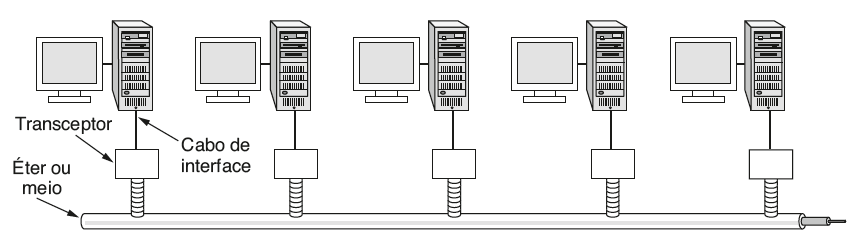 Transceptor
Cabo de
interface
Éter ou
meio